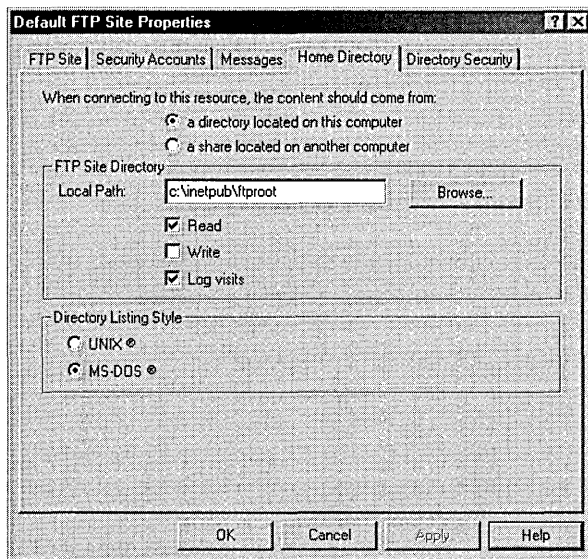 Default FTP Site Properties ? X
FTP Site Security Accounts Messages Home Directory Directory Security
When connecting to this resource, the content should come from:
a directory located on this computer
a share located on another computer
FTP Site Directory
Local Path: c:\inetpub\ftproot Browse...
Read
Write
Log visits
Directory Listing Style
UNIX ®
MS-DOS ®
OK Cancel Apply Help